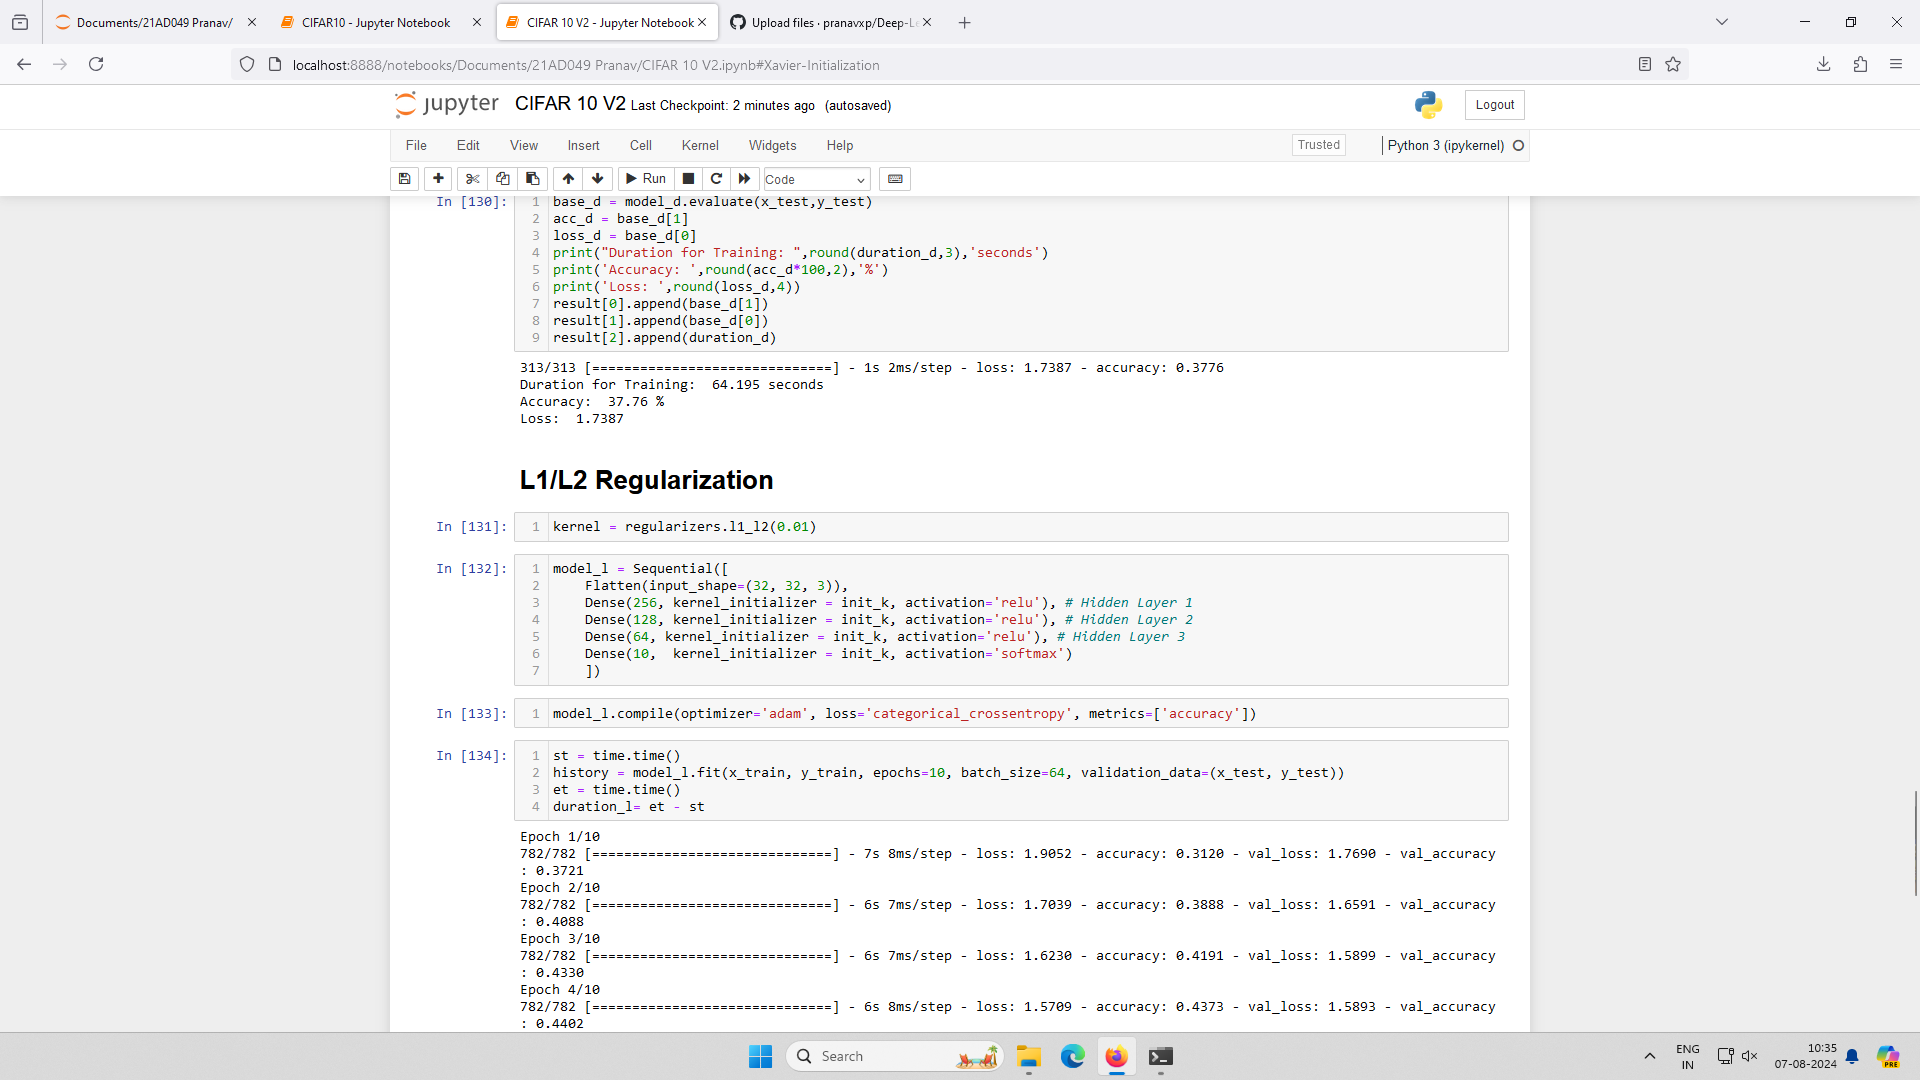 Documents/21AD049 Pranav/
CIFAR10 - Jupyter Notebook
CIFAR 10 V2 - Jupyter Notebook
Upload files · pranavxp/Deep-Le
localhost:8888/notebooks/Documents/21AD049 Pranav/CIFAR 10 V2.ipynb#Xavier-Initialization
jupyter CIFAR 10 V2 Last Checkpoint: 2 minutes ago (autosaved)
Logout
File Edit View Insert Cell Kernel Widgets Help
Trusted
Python 3 (ipykernel)
Run
Code
In [130]:
1 base_d = model_d.evaluate(x_test,y_test)
2 acc_d = base_d[1]
3 loss_d = base_d[0]
4 print("Duration for Training: ",round(duration_d,3),'seconds')
5 print('Accuracy: ',round(acc_d*100,2),'%')
6 print('Loss: ',round(loss_d,4))
7 result[0].append(base_d[1])
8 result[1].append(base_d[0])
9 result[2].append(duration_d)
313/313 [==============================] - 1s 2ms/step - loss: 1.7387 - accuracy: 0.3776
Duration for Training:  64.195 seconds
Accuracy:  37.76 %
Loss:  1.7387
L1/L2 Regularization
In [131]:
1 kernel = regularizers.l1_l2(0.01)
In [132]:
1 model_l = Sequential([
2     Flatten(input_shape=(32, 32, 3)),
3     Dense(256, kernel_initializer = init_k, activation='relu'), # Hidden Layer 1
4     Dense(128, kernel_initializer = init_k, activation='relu'), # Hidden Layer 2
5     Dense(64, kernel_initializer = init_k, activation='relu'), # Hidden Layer 3
6     Dense(10,  kernel_initializer = init_k, activation='softmax')
7     ])
In [133]:
1 model_l.compile(optimizer='adam', loss='categorical_crossentropy', metrics=['accuracy'])
In [134]:
1 st = time.time()
2 history = model_l.fit(x_train, y_train, epochs=10, batch_size=64, validation_data=(x_test, y_test))
3 et = time.time()
4 duration_l= et - st
Epoch 1/10
782/782 [==============================] - 7s 8ms/step - loss: 1.9052 - accuracy: 0.3120 - val_loss: 1.7690 - val_accuracy
: 0.3721
Epoch 2/10
782/782 [==============================] - 6s 7ms/step - loss: 1.7039 - accuracy: 0.3888 - val_loss: 1.6591 - val_accuracy
: 0.4088
Epoch 3/10
782/782 [==============================] - 6s 7ms/step - loss: 1.6230 - accuracy: 0.4191 - val_loss: 1.5899 - val_accuracy
: 0.4330
Epoch 4/10
782/782 [==============================] - 6s 8ms/step - loss: 1.5709 - accuracy: 0.4373 - val_loss: 1.5893 - val_accuracy
: 0.4402
Search
ENG
IN
10:35
07-08-2024
PRE